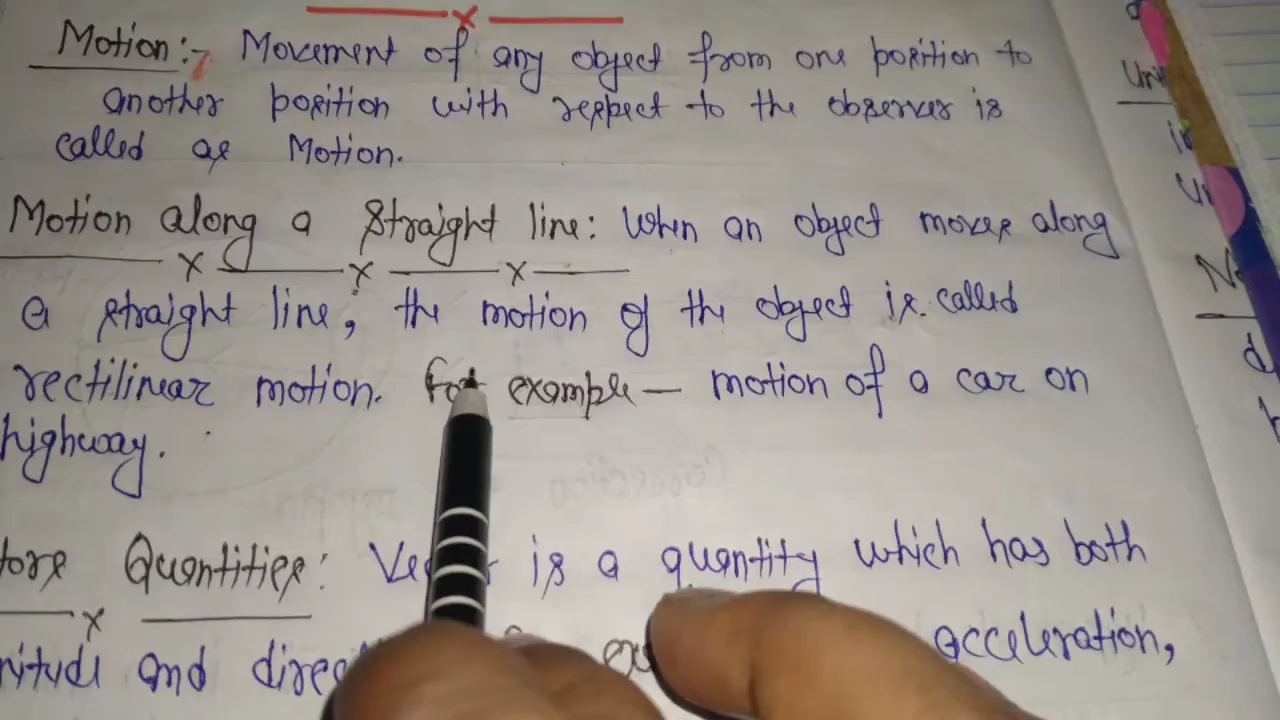 Motion:- Movement of any object from one position to
another position with respect to the observer is
called as Motion.
Motion along a straight line: When an object moves along
a straight line, the motion of the object is called
rectilinear motion. For example — motion of a car on
highway.
Quantities: is a quantity which has both
and acceleration,